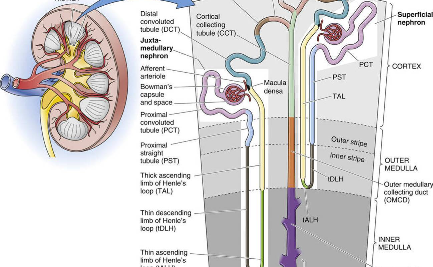 Distal
convoluted
tubule (DCT)
Juxta-
medullary
nephron
Afferent
arteriole
Bowman's
capsule
and space
Proximal
convoluted
tubule (PCT)
Proximal
straight
tubule (PST)
Thick ascending
limb of Henle's
loop (TAL)
Thin descending
limb of Henle's
loop (tDLH)
Thin ascending
limb of Henle's
Cortical
collecting
tubule (CCT)
Macula
densa
Superficial
nephron
PCT
PST
TAL
CORTEX
Outer stripe
Inner stripe
tDLH
OUTER
MEDULLA
Outer medullary
collecting duct
(OMCD)
tALH
INNER
MEDULLA